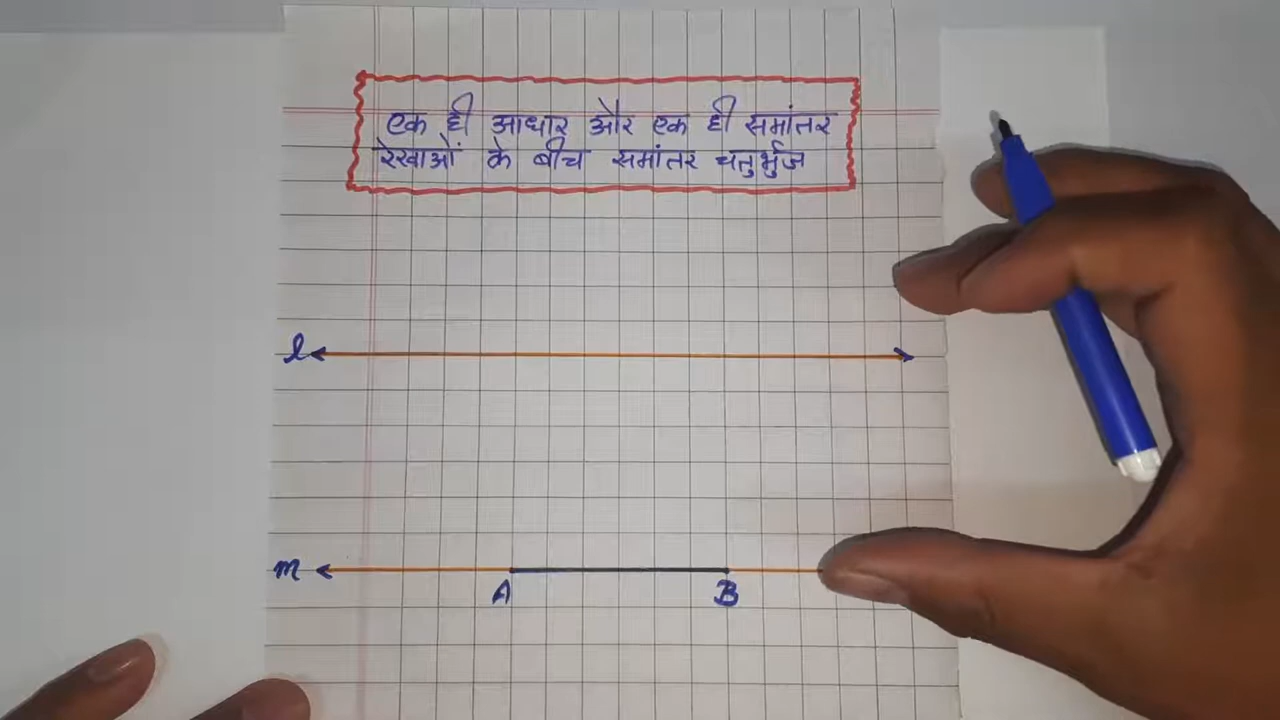 एक ही आधार और एक ही समांतर
रेखाओं के बीच समांतर चतुर्भुज
l
m
A B